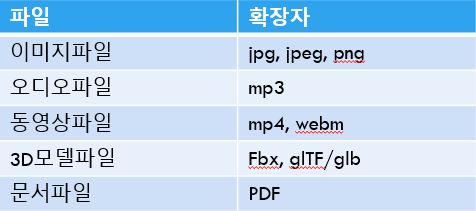 파일 확장자
이미지파일 jpg, jpeg, png
오디오파일 mp3
동영상파일 mp4, webm
3D모델파일 Fbx, glTF/glb
문서파일 PDF